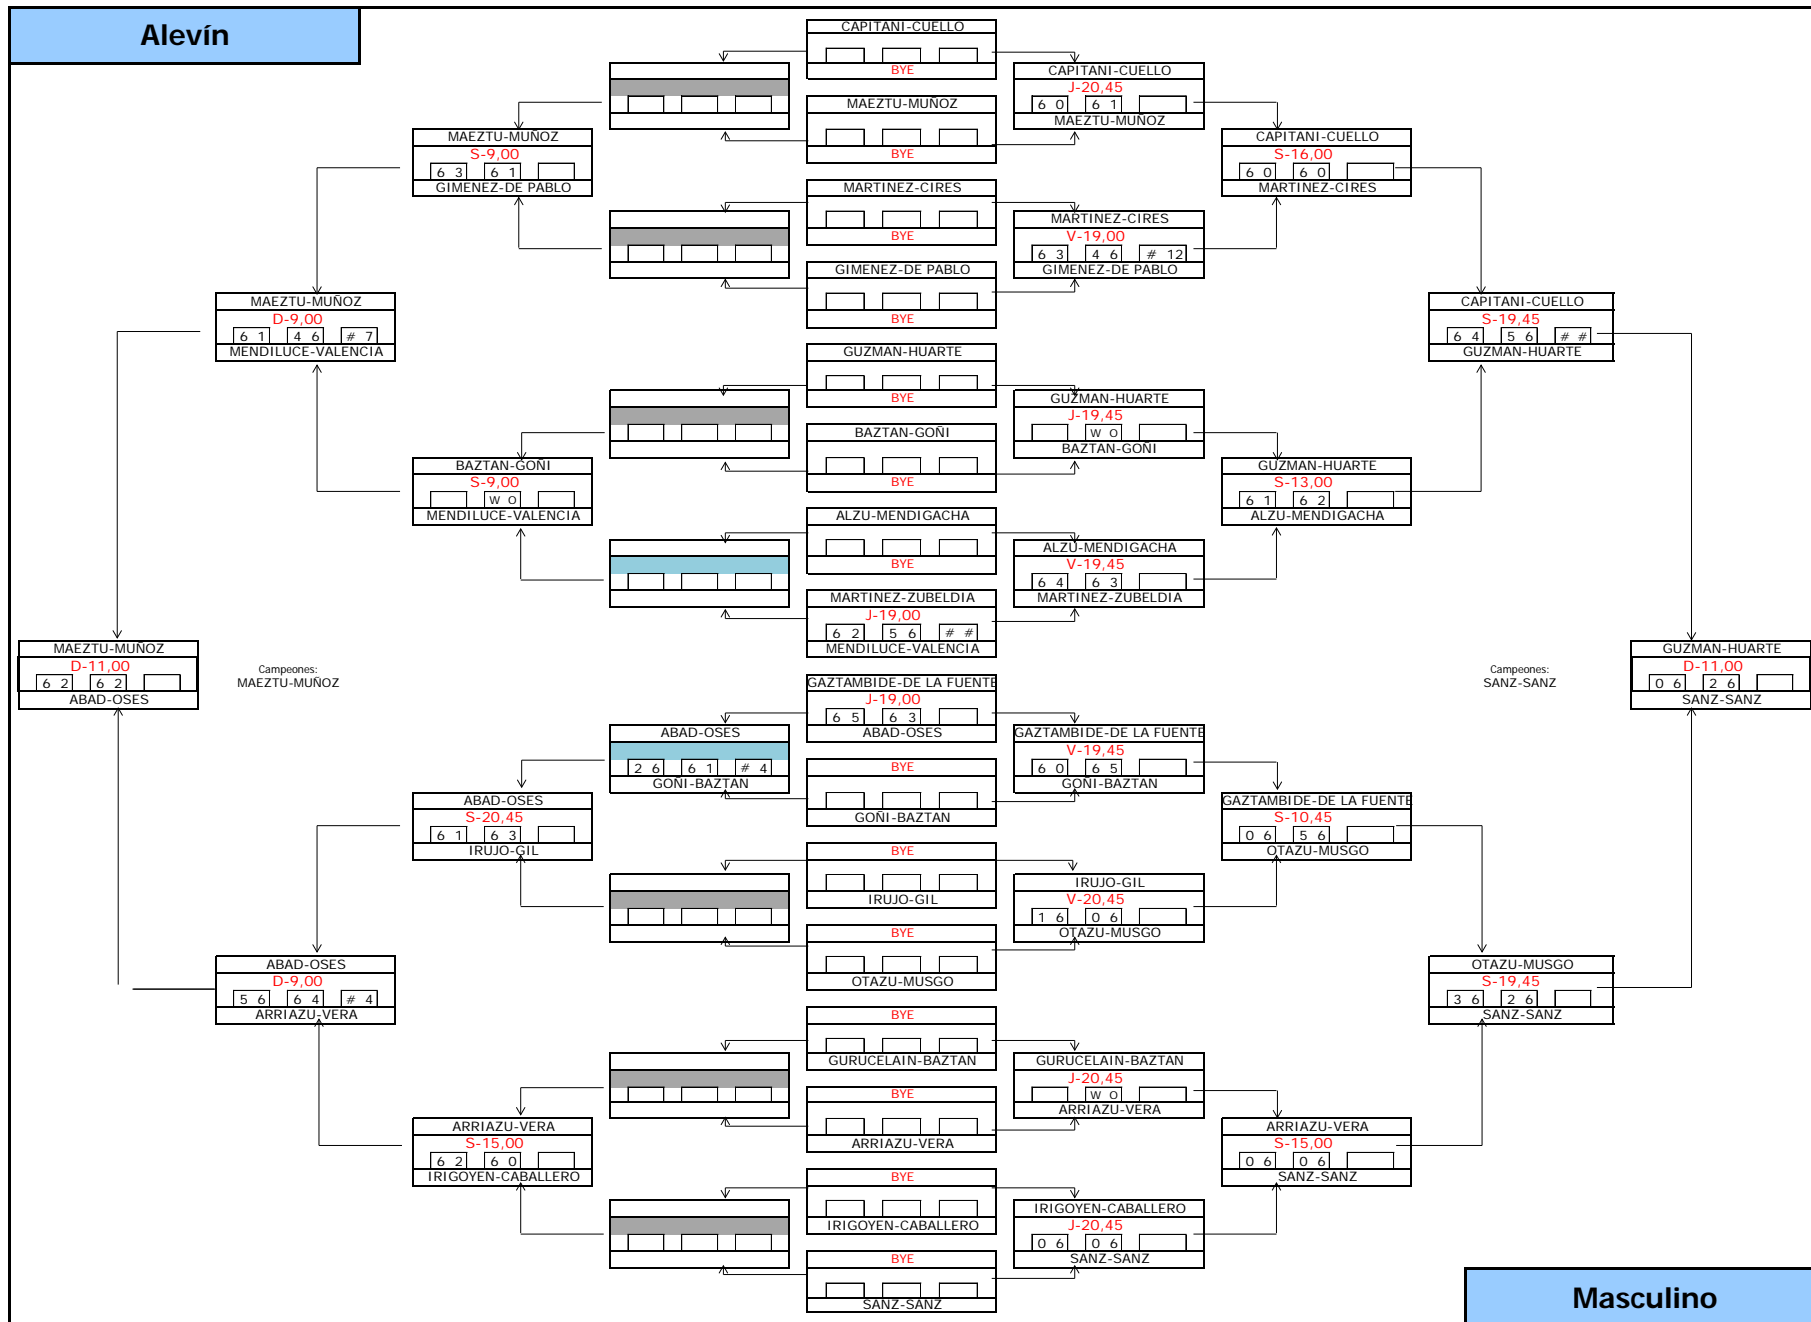 Alevín
CAPITANI-CUELLO
BYE
MAEZTU-MUÑOZ
BYE
MARTINEZ-CIRES
BYE
GIMENEZ-DE PABLO
BYE
GUZMAN-HUARTE
BYE
BAZTAN-GOÑI
BYE
ALZU-MENDIGACHA
BYE
MARTINEZ-ZUBELDIA
J-19,00
6 2 5 6 # #
MENDILUCE-VALENCIA
GAZTAMBIDE-DE LA FUENTE
J-19,00
6 5 6 3
ABAD-OSES
BYE
GOÑI-BAZTAN
BYE
IRUJO-GIL
BYE
OTAZU-MUSGO
BYE
GURUCELAIN-BAZTAN
BYE
ARRIAZU-VERA
BYE
IRIGOYEN-CABALLERO
BYE
SANZ-SANZ
CAPITANI-CUELLO
J-20,45
6 0 6 1
MAEZTU-MUÑOZ
MARTINEZ-CIRES
V-19,00
6 3 4 6 # 12
GIMENEZ-DE PABLO
GUZMAN-HUARTE
J-19,45
W O
BAZTAN-GOÑI
ALZU-MENDIGACHA
V-19,45
6 4 6 3
MARTINEZ-ZUBELDIA
GAZTAMBIDE-DE LA FUENTE
V-19,45
6 0 6 5
GOÑI-BAZTAN
IRUJO-GIL
V-20,45
1 6 0 6
OTAZU-MUSGO
GURUCELAIN-BAZTAN
J-20,45
W O
ARRIAZU-VERA
IRIGOYEN-CABALLERO
J-20,45
0 6 0 6
SANZ-SANZ
CAPITANI-CUELLO
S-16,00
6 0 6 0
MARTINEZ-CIRES
GUZMAN-HUARTE
S-13,00
6 1 6 2
ALZU-MENDIGACHA
GAZTAMBIDE-DE LA FUENTE
S-10,45
0 6 5 6
OTAZU-MUSGO
ARRIAZU-VERA
S-15,00
0 6 0 6
SANZ-SANZ
CAPITANI-CUELLO
S-19,45
6 4 5 6 # #
GUZMAN-HUARTE
OTAZU-MUSGO
S-19,45
3 6 2 6
SANZ-SANZ
GUZMAN-HUARTE
D-11,00
0 6 2 6
SANZ-SANZ
Campeones:
SANZ-SANZ
ABAD-OSES
2 6 6 1 # 4
GOÑI-BAZTAN
MAEZTU-MUÑOZ
S-9,00
6 3 6 1
GIMENEZ-DE PABLO
BAZTAN-GOÑI
S-9,00
W O
MENDILUCE-VALENCIA
ABAD-OSES
S-20,45
6 1 6 3
IRUJO-GIL
ARRIAZU-VERA
S-15,00
6 2 6 0
IRIGOYEN-CABALLERO
MAEZTU-MUÑOZ
D-9,00
6 1 4 6 # 7
MENDILUCE-VALENCIA
ABAD-OSES
D-9,00
5 6 6 4 # 4
ARRIAZU-VERA
MAEZTU-MUÑOZ
D-11,00
6 2 6 2
ABAD-OSES
Campeones:
MAEZTU-MUÑOZ
Masculino